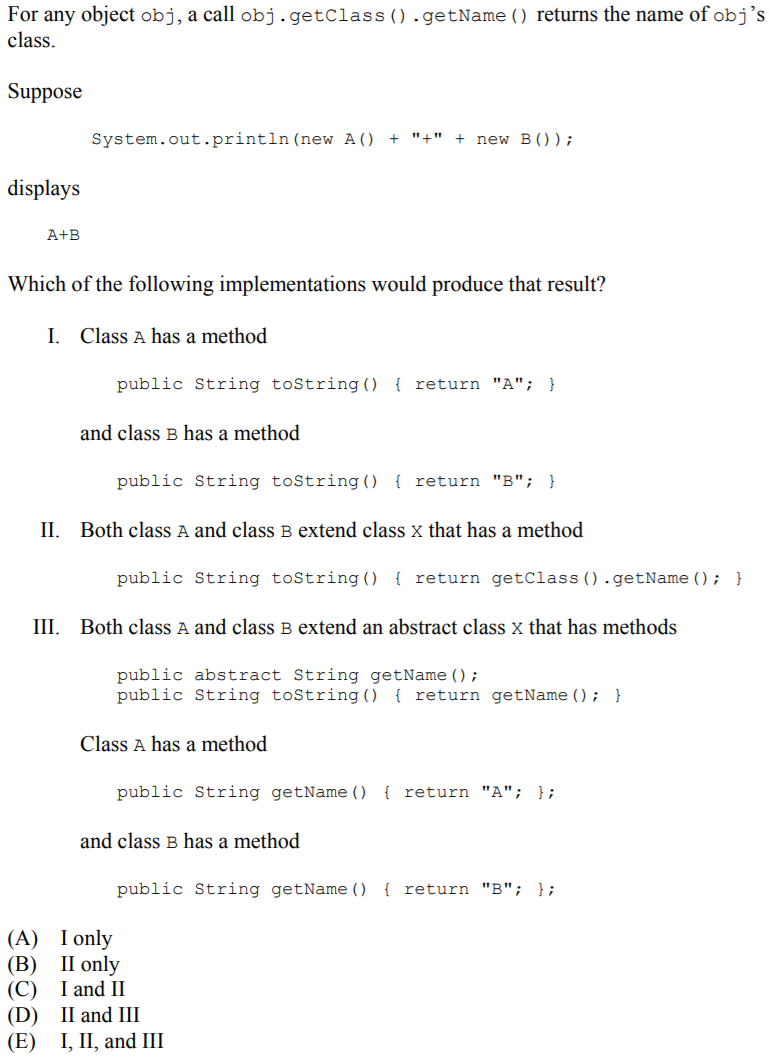 For any object obj, a call obj.getClass().getName() returns the name of obj’s
class.
Suppose
System.out.println(new A() + "+" + new B());
displays
A+B
Which of the following implementations would produce that result?
I. Class A has a method
public String toString() { return "A"; }
and class B has a method
public String toString() { return "B"; }
II. Both class A and class B extend class X that has a method
public String toString() { return getClass().getName(); }
III. Both class A and class B extend an abstract class X that has methods
public abstract String getName();
public String toString() { return getName(); }
Class A has a method
public String getName() { return "A"; };
and class B has a method
public String getName() { return "B"; };
(A) I only
(B) II only
(C) I and II
(D) II and III
(E) I, II, and III